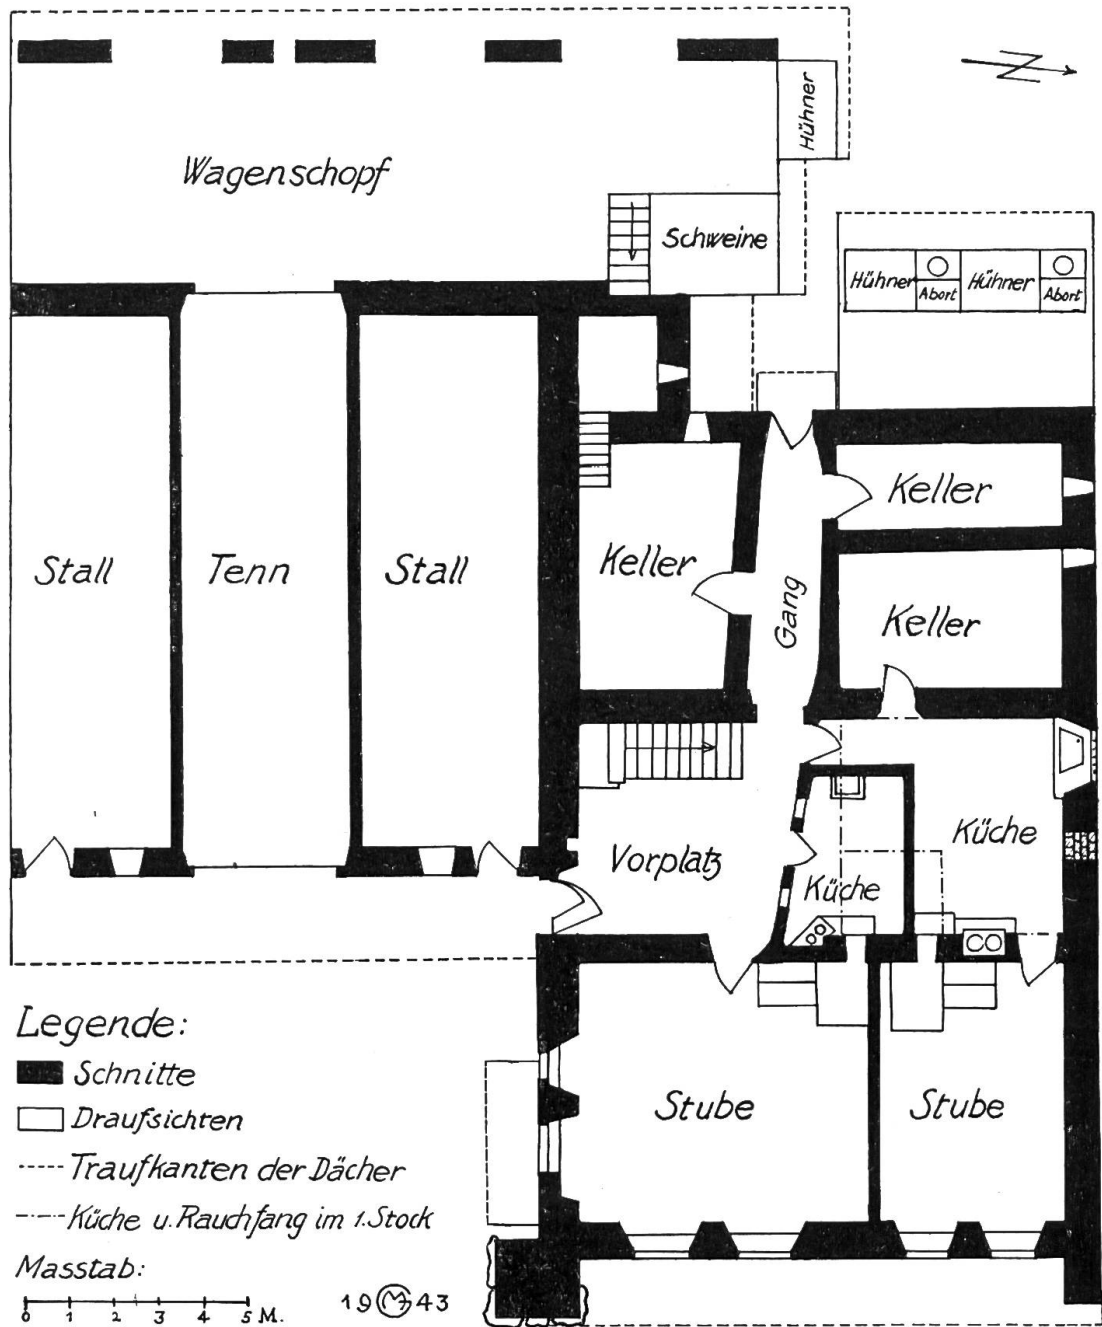 Hühner
Wagenschopf
Schweine
Hühner
Abort
Hühner
Abort
Keller
Stall
Tenn
Stall
Keller
Gang
Keller
Vorplatz
Küche
Küche
Stube
Stube
Legende:
Schnitte
Draufsichten
Traufkanten der Dächer
Küche u. Rauchfang im 1. Stock
Masstab:
0 1 2 3 4 5 M.
19 43